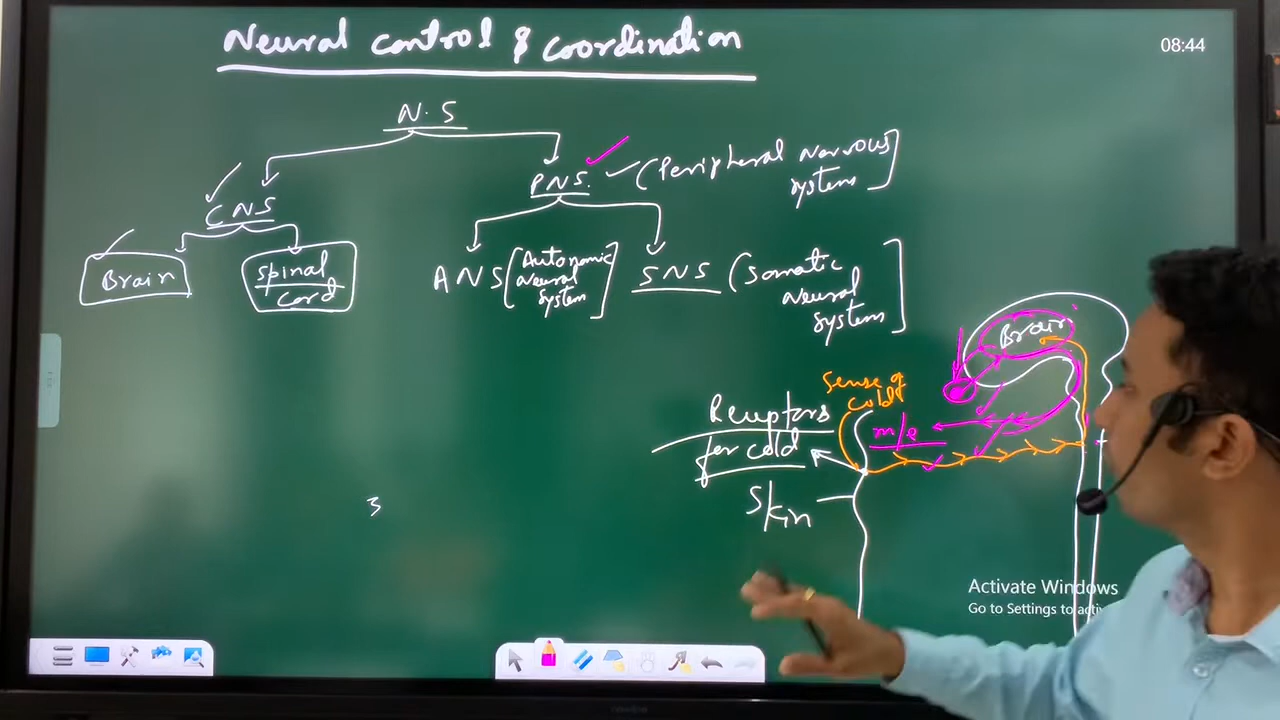 Neural control & coordination
08:44
N.S
CNS
PNS.
(Peripheral Nervous
system]
Brain
Spinal
cord
ANS [Autonomic
Neural
System]
SNS (Somatic
Neural
system]
Brain
Sense of
cold
Receptors
for cold
m/e
Skin
3
Activate Windows
Go to Settings to activ